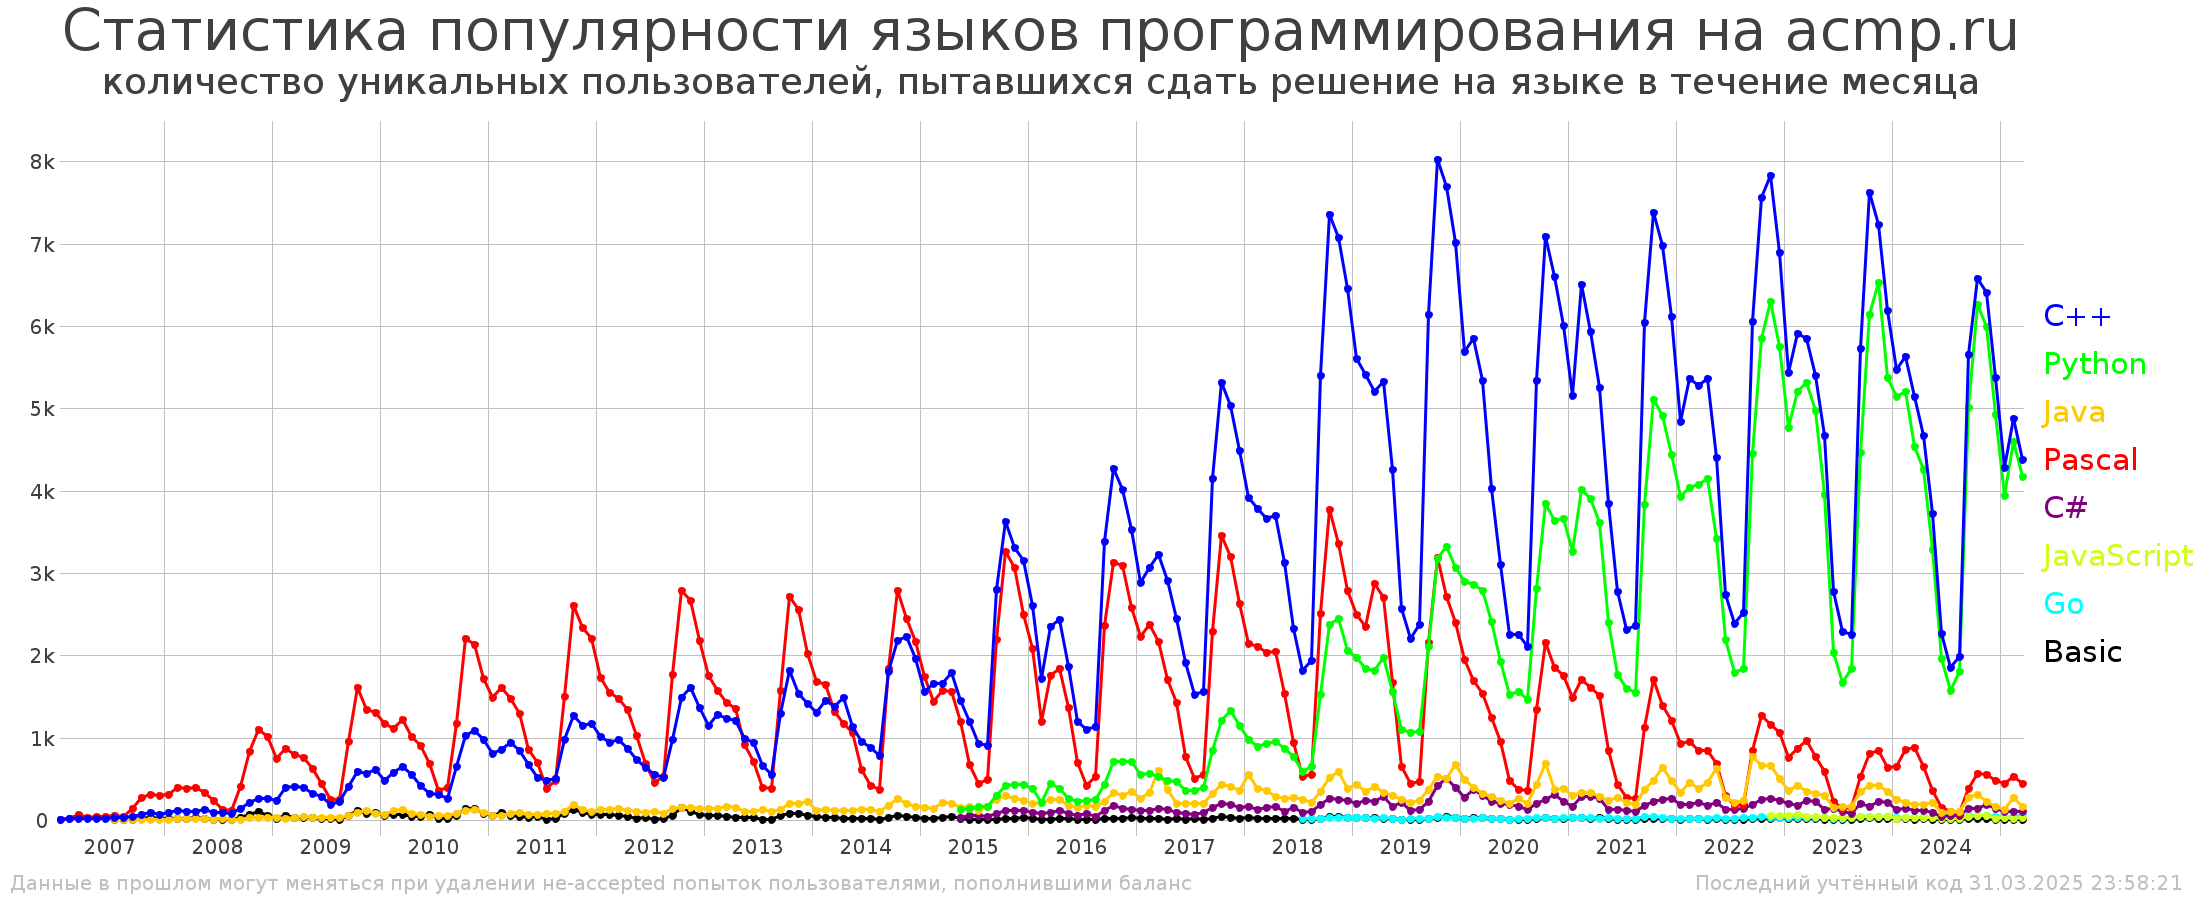 Статистика популярности языков программирования на acmp.ru
количество уникальных пользователей, пытавшихся сдать решение на языке в течение месяца
8k
7k
6k
5k
4k
3k
2k
1k
0
C++
Python
Java
Pascal
C#
JavaScript
Go
Basic
2007 2008 2009 2010 2011 2012 2013 2014 2015 2016 2017 2018 2019 2020 2021 2022 2023 2024
Данные в прошлом могут меняться при удалении не-accepted попыток пользователями, пополнившими баланс
Последний учтённый код 31.03.2025 23:58:21